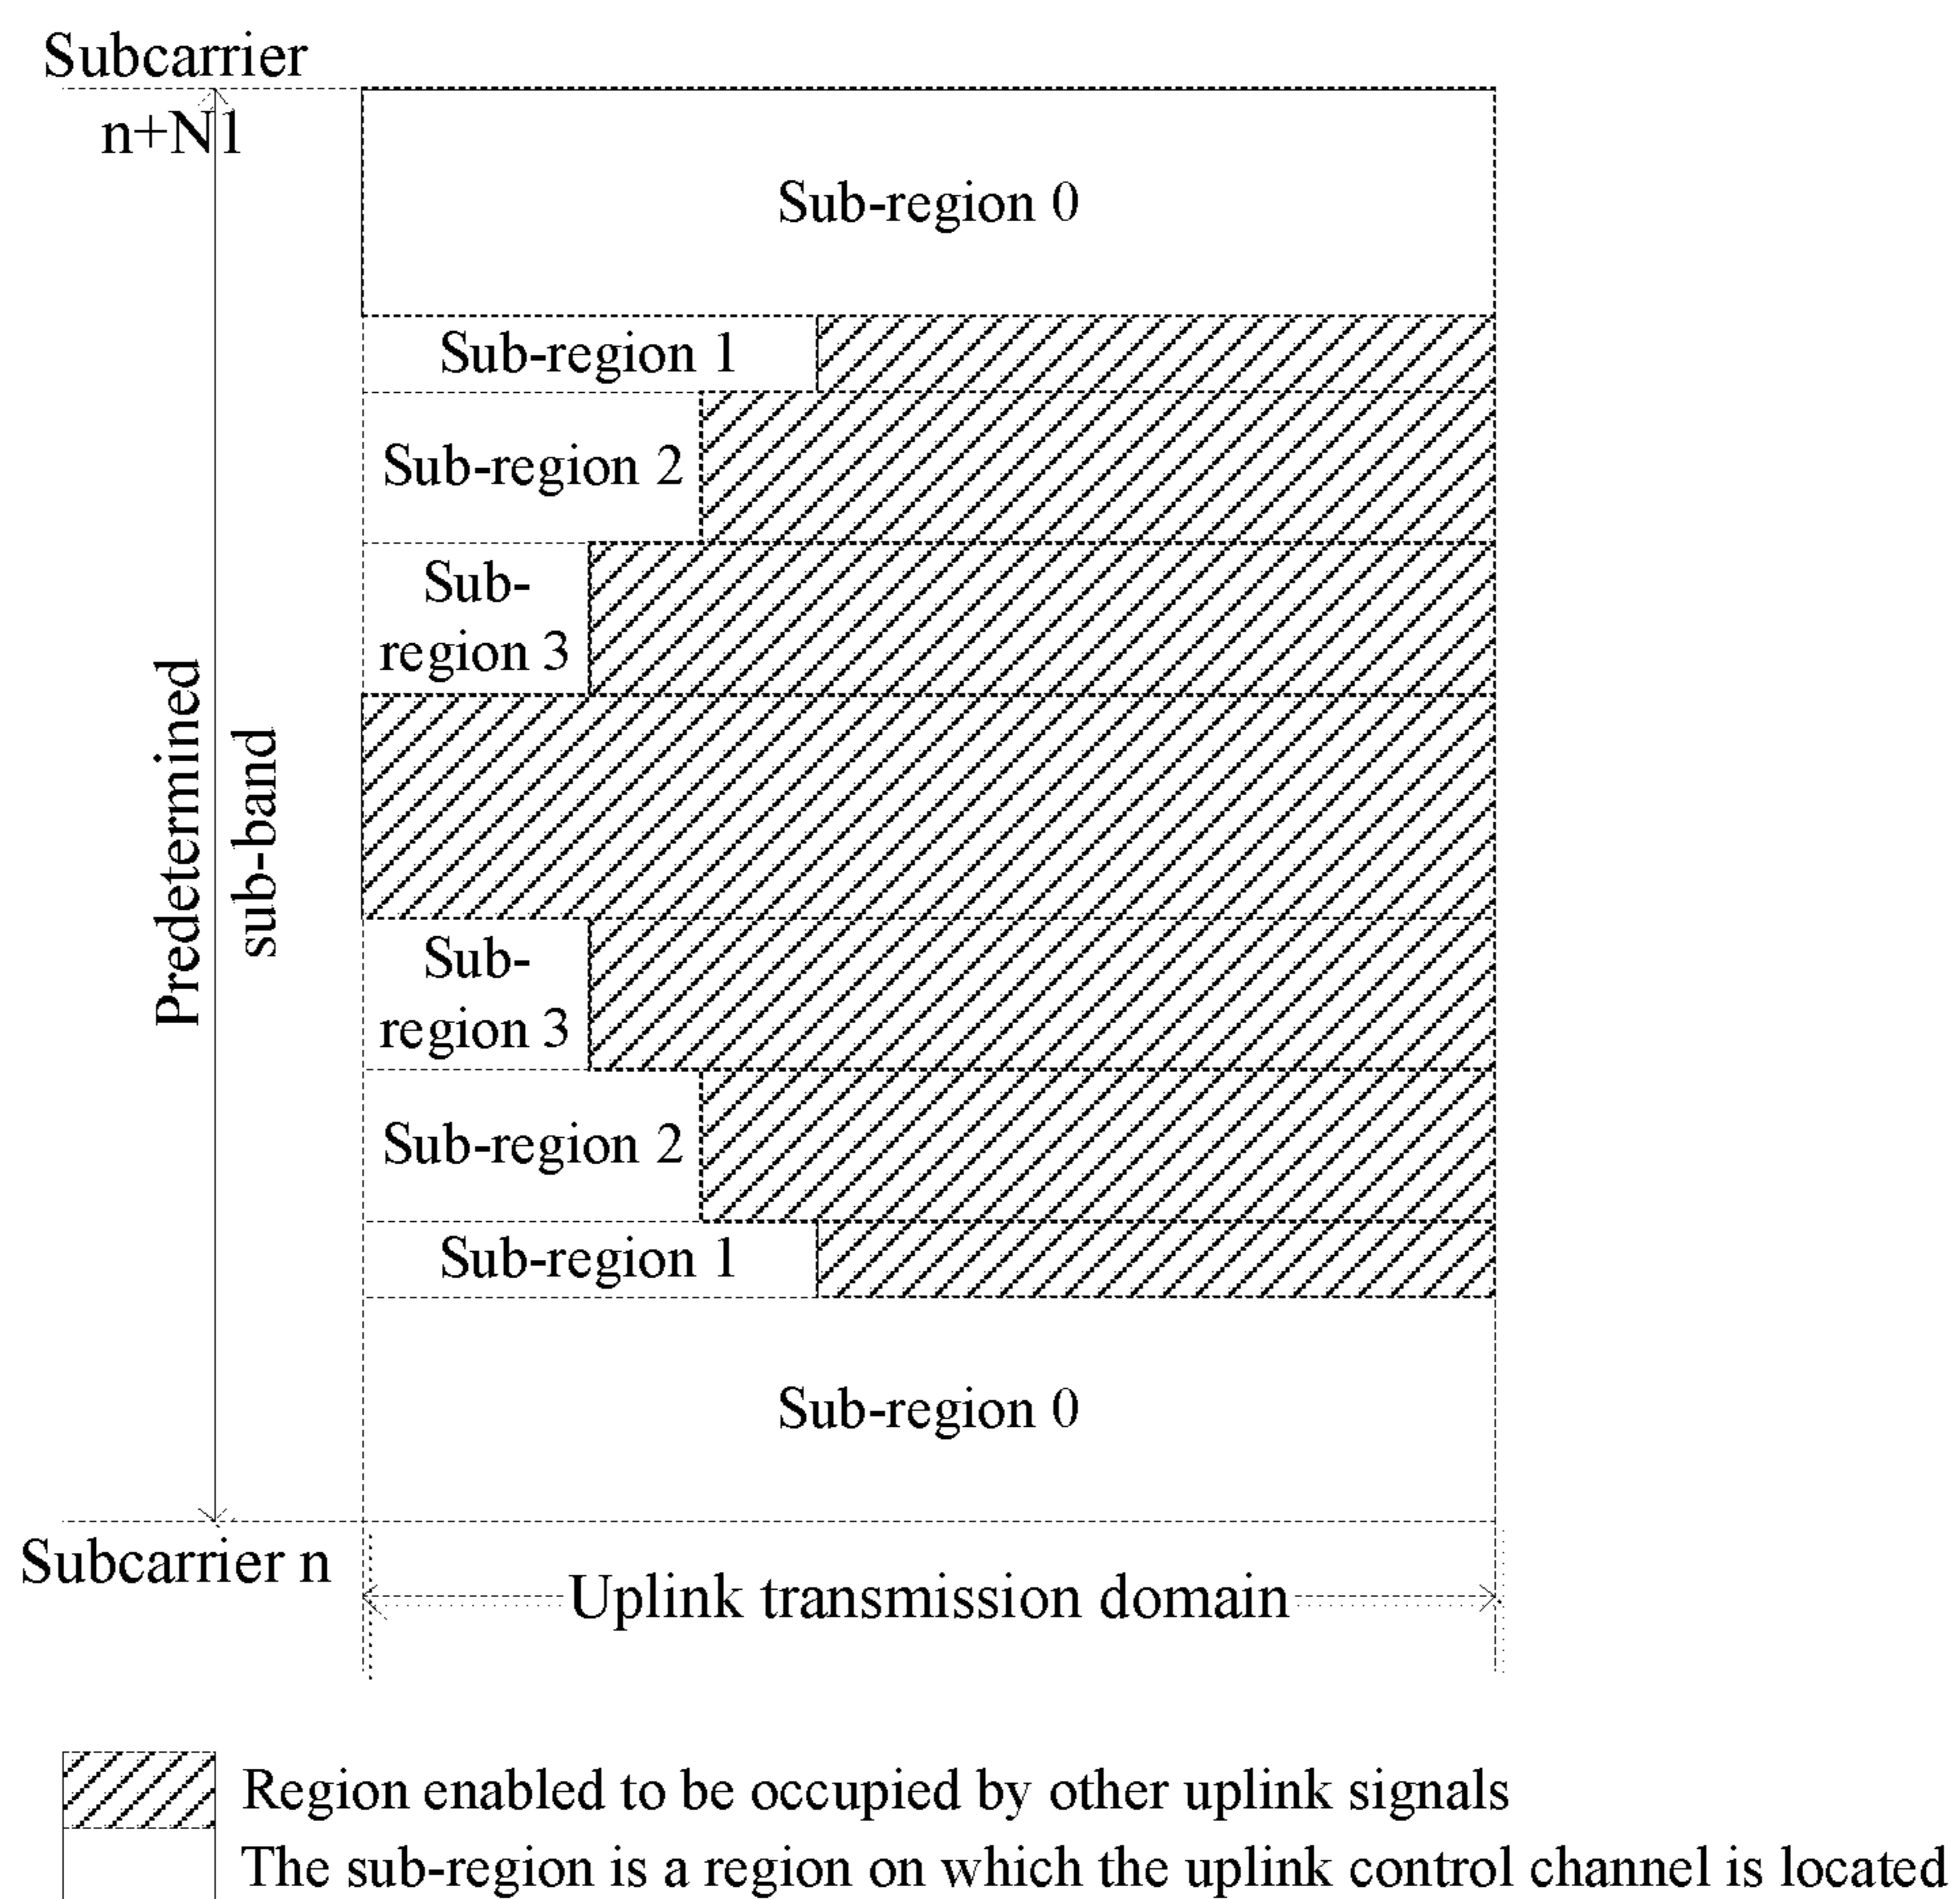 Subcarrier
n+N1
Sub-region 0
Sub-region 1
Sub-region 2
Sub-
region 3
Predetermined
sub-band
Sub-
region 3
Sub-region 2
Sub-region 1
Sub-region 0
Subcarrier n
Uplink transmission domain
Region enabled to be occupied by other uplink signals
The sub-region is a region on which the uplink control channel is located